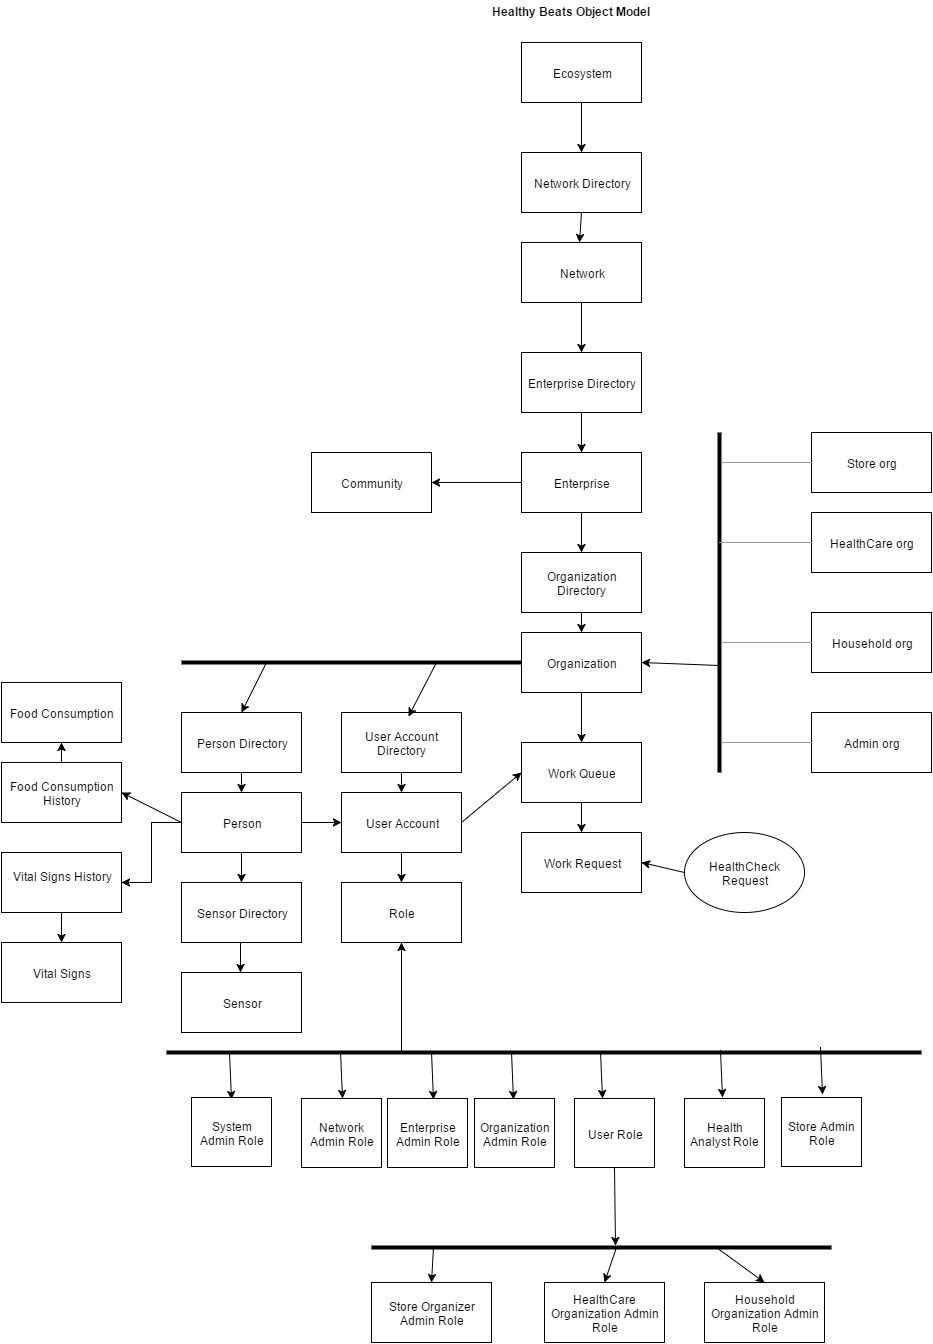 Healthy Beats Object Model
Ecosystem
Network Directory
Network
Enterprise Directory
Community
Enterprise
Store org
HealthCare org
Organization
Directory
Household org
Organization
Food Consumption
Person Directory
User Account
Directory
Admin org
Work Queue
Food Consumption
History
Person
User Account
Work Request
HealthCheck
Request
Vital Signs History
Sensor Directory
Role
Vital Signs
Sensor
System
Admin Role
Network
Admin Role
Enterprise
Admin Role
Organization
Admin Role
User Role
Health
Analyst Role
Store Admin
Role
Store Organizer
Admin Role
HealthCare
Organization Admin
Role
Household
Organization Admin
Role